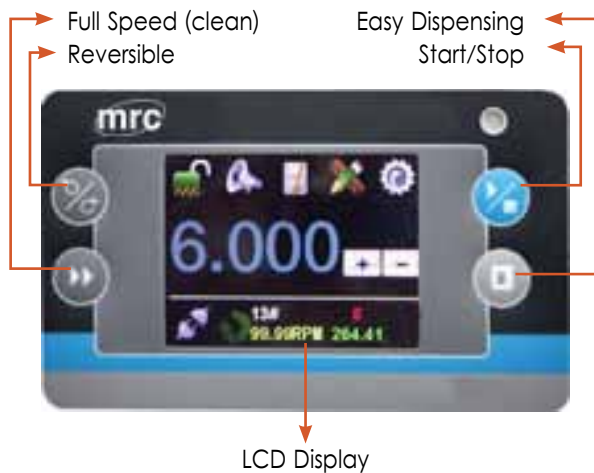 Full Speed (clean) Easy Dispensing
Reversible Start/Stop
mrc
6.000 + -
13#
99.99RPM 264.41
LCD Display